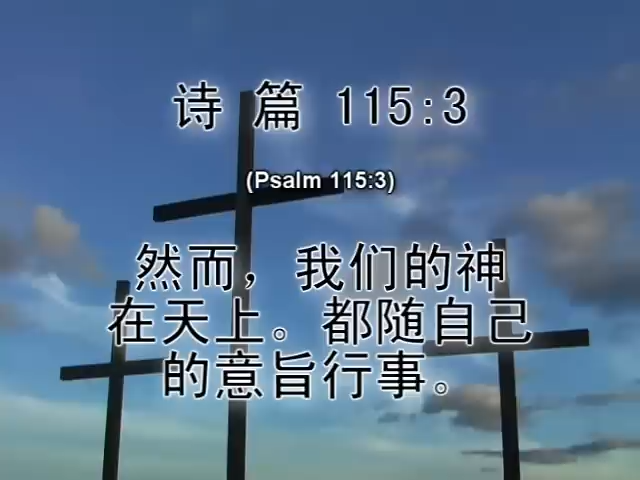 诗 篇 115:3
(Psalm 115:3)
然而，我们的神
在天上。都随自己
的意旨行事。